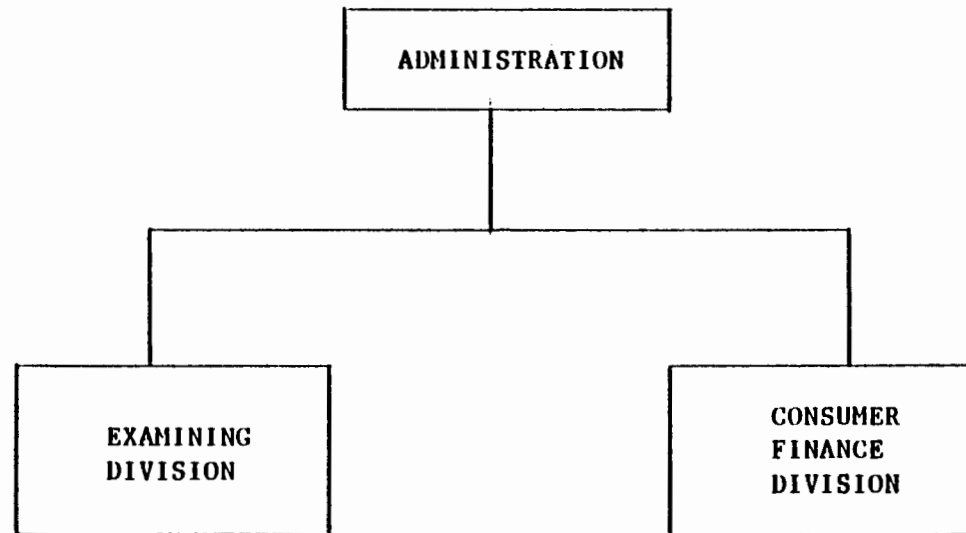 ADMINISTRATION
EXAMINING
DIVISION
CONSUMER
FINANCE
DIVISION